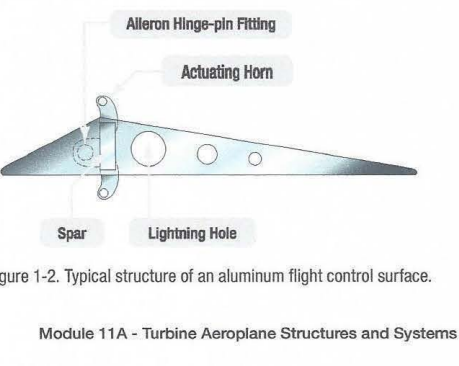 Aileron Hinge-pin Fitting
Actuating Horn
Spar
Lightning Hole
gure 1-2. Typical structure of an aluminum flight control surface.
Module 11A - Turbine Aeroplane Structures and Systems